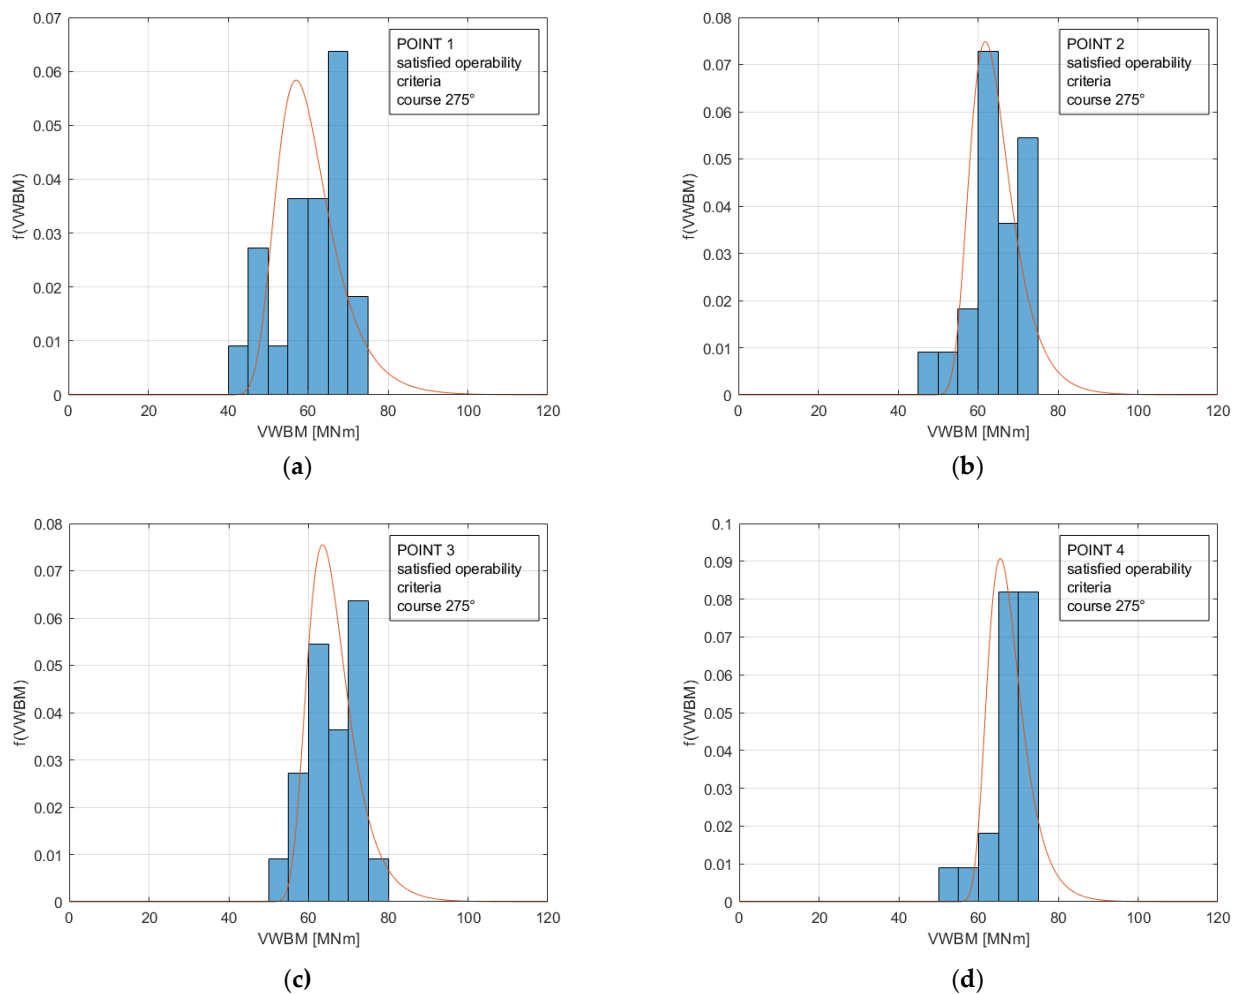 0.07
0.06
0.05
0.04
0.03
0.02
0.01
0
f(VWBM)
POINT 1
satisfied operability
criteria
course 275°
0 20 40 60 80 100 120
VWBM [MNm]
(a)
0.08
0.07
0.06
0.05
0.04
0.03
0.02
0.01
0
f(VWBM)
POINT 2
satisfied operability
criteria
course 275°
0 20 40 60 80 100 120
VWBM [MNm]
(b)
0.08
0.07
0.06
0.05
0.04
0.03
0.02
0.01
0
f(VWBM)
POINT 3
satisfied operability
criteria
course 275°
0 20 40 60 80 100 120
VWBM [MNm]
(c)
0.1
0.09
0.08
0.07
0.06
0.05
0.04
0.03
0.02
0.01
0
f(VWBM)
POINT 4
satisfied operability
criteria
course 275°
0 20 40 60 80 100 120
VWBM [MNm]
(d)